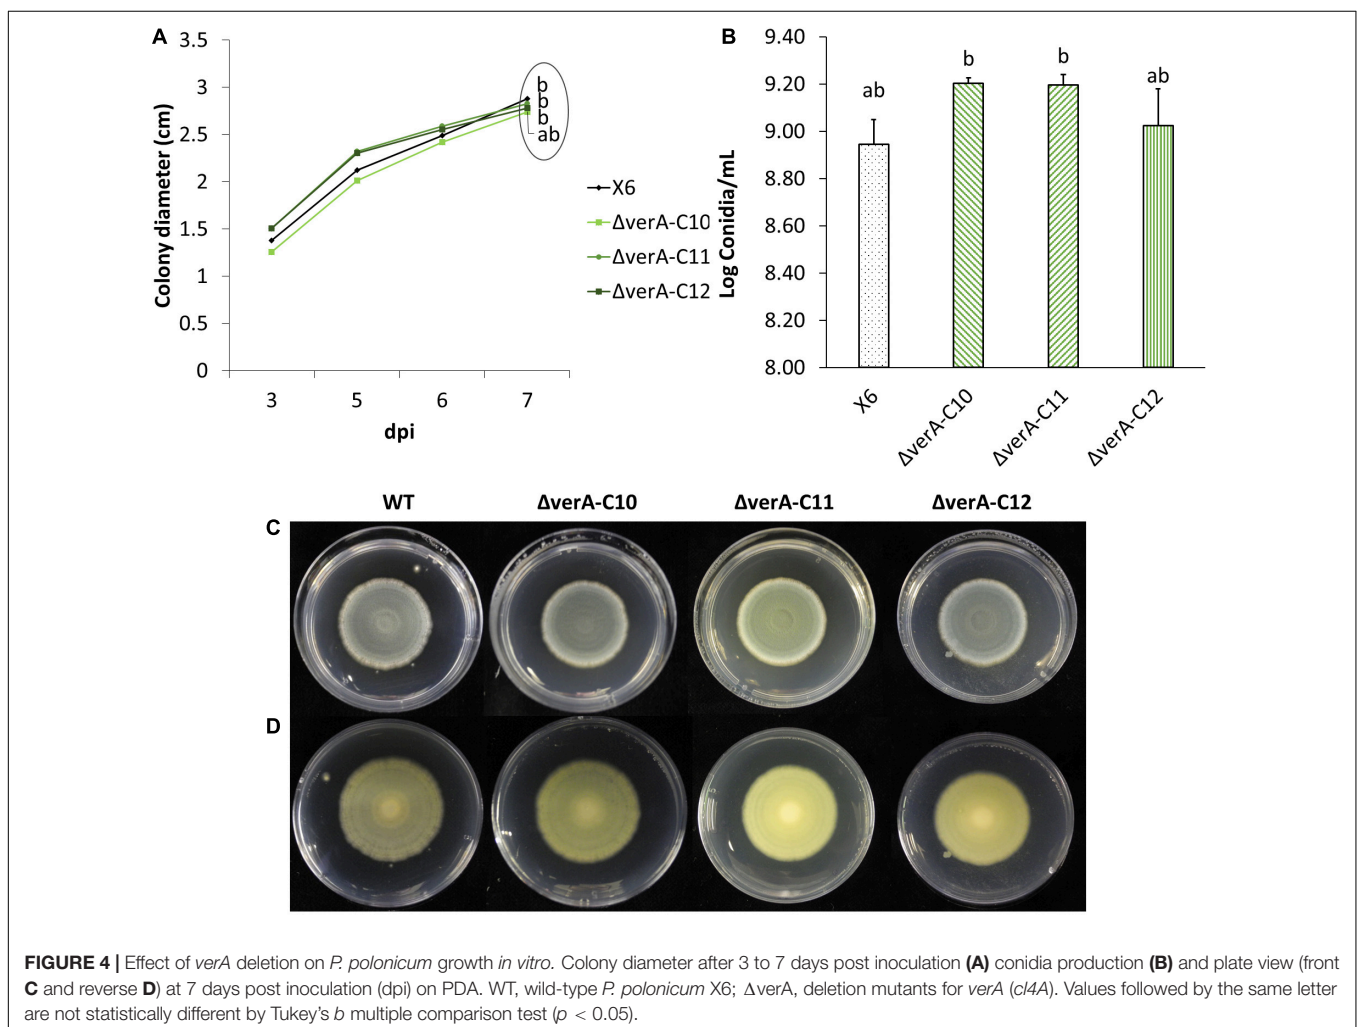 A
3.5
3
2.5
2
1.5
1
0.5
0
Colony diameter (cm)
3 5 6 7
dpi
b
b
b
ab
X6
ΔverA-C10
ΔverA-C11
ΔverA-C12
B
9.40
9.20
9.00
8.80
8.60
8.40
8.20
8.00
Log Conidia/mL
ab b b ab
X6 ΔverA-C10 ΔverA-C11 ΔverA-C12
WT ΔverA-C10 ΔverA-C11 ΔverA-C12
C
D
FIGURE 4 | Effect of verA deletion on P. polonicum growth in vitro. Colony diameter after 3 to 7 days post inoculation (A) conidia production (B) and plate view (front
C and reverse D) at 7 days post inoculation (dpi) on PDA. WT, wild-type P. polonicum X6; ΔverA, deletion mutants for verA (cl4A). Values followed by the same letter
are not statistically different by Tukey's b multiple comparison test (p < 0.05).